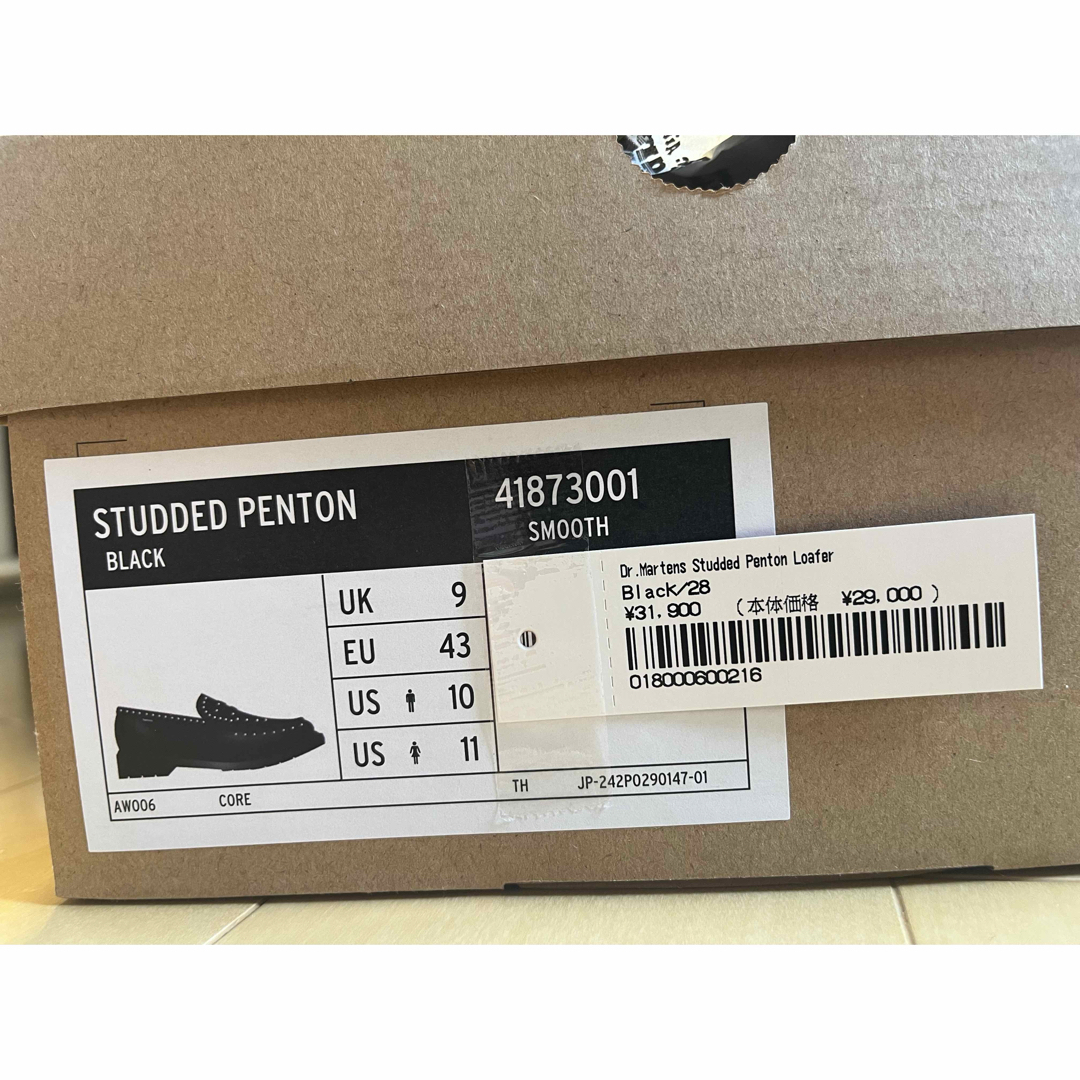 STUDDED PENTON
BLACK
41873001
SMOOTH
UK 9
EU 43
US 10
US 11
AW006 CORE TH JP-242P0290147-01
Dr.Martens Studded Penton Loafer
Black/28
¥31,900 (本体価格 ¥29,000 )
018000600216